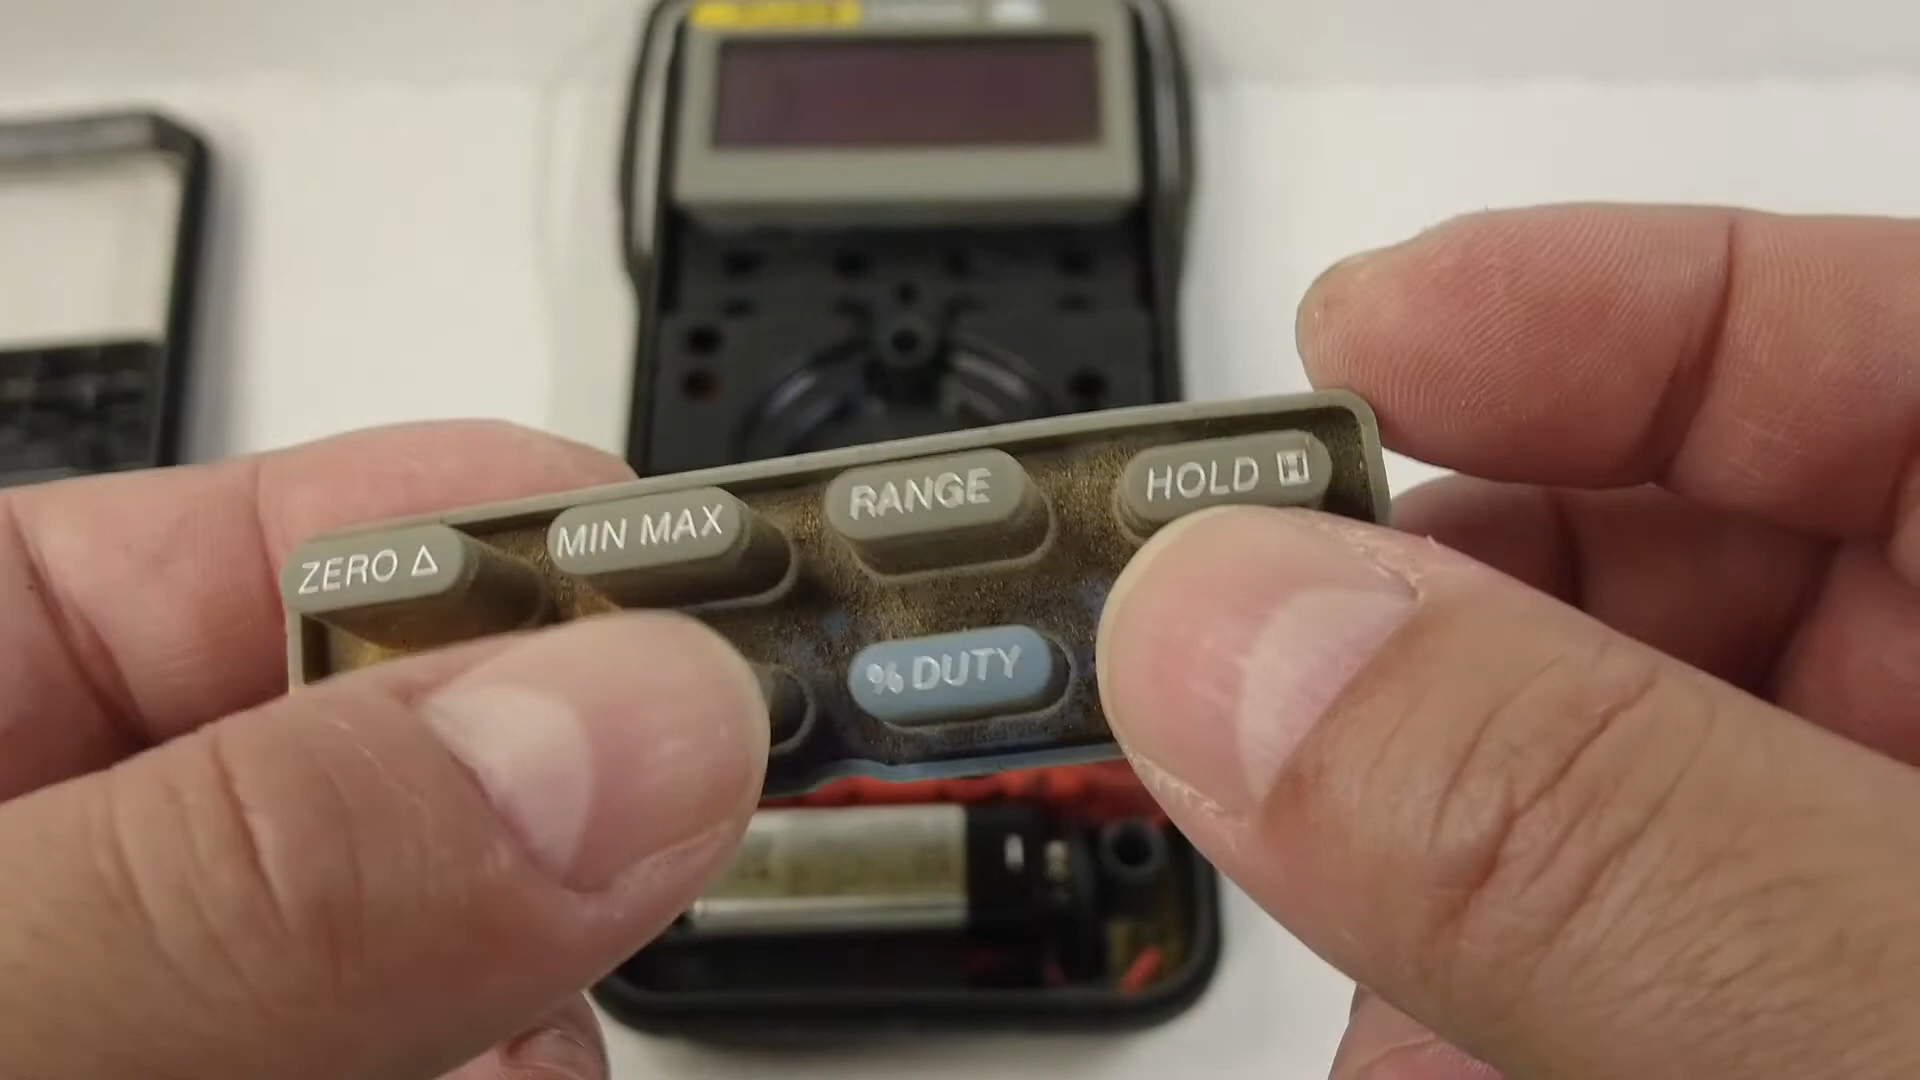 ZERO Δ
MIN MAX
RANGE
HOLD H
% DUTY